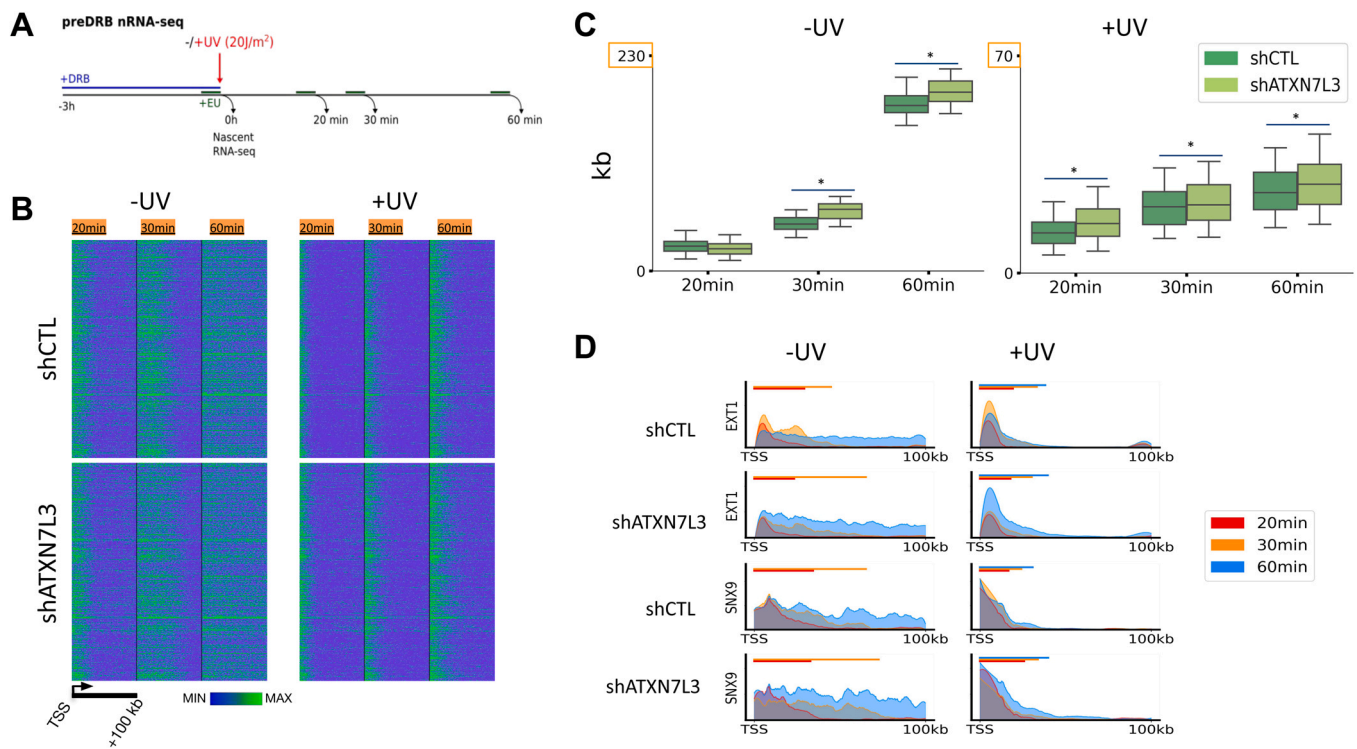 A
preDRB nRNA-seq
-/+UV (20J/m²)
+DRB
-3h
+EU
0h
20 min
30 min
60 min
Nascent
RNA-seq
B
-UV
+UV
20min
30min
60min
20min
30min
60min
shCTL
shATXN7L3
TSS
+100 kb
MIN
MAX
C
-UV
+UV
kb
230
0
*
*
20min
30min
60min
70
0
*
*
*
20min
30min
60min
shCTL
shATXN7L3
D
-UV
+UV
shCTL
EXT1
TSS
100kb
TSS
100kb
shATXN7L3
EXT1
TSS
100kb
TSS
100kb
shCTL
SNX9
TSS
100kb
TSS
100kb
shATXN7L3
SNX9
TSS
100kb
TSS
100kb
20min
30min
60min